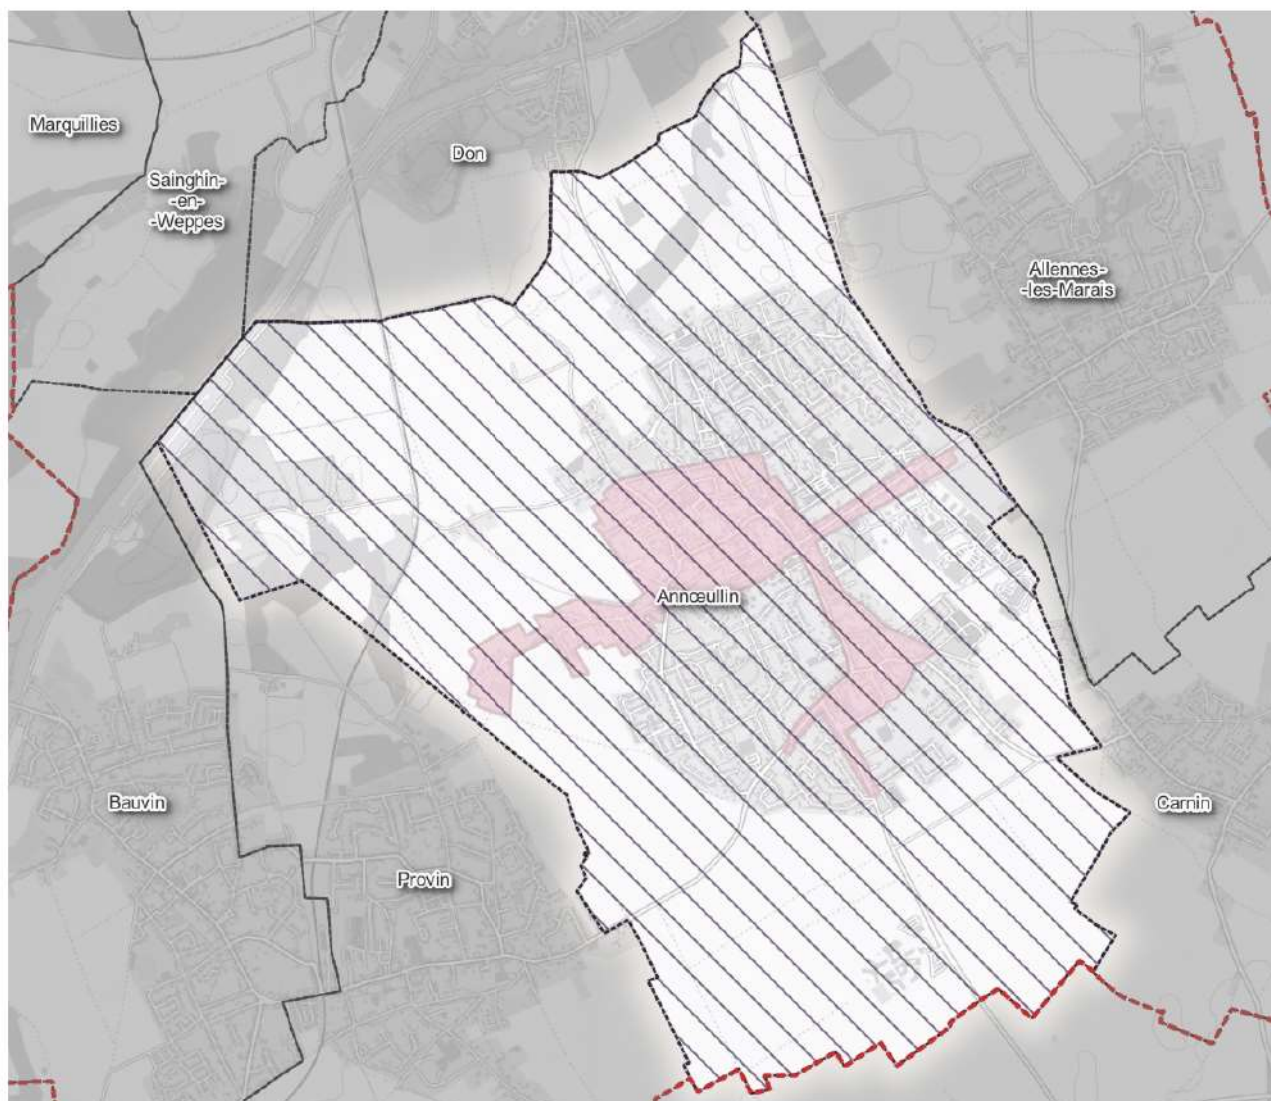 Marquillies
Don
Sainghin-
-en-
-Weppes
Allennes-
-les-Marais
Annœullin
Bauvin
Carnin
Provin